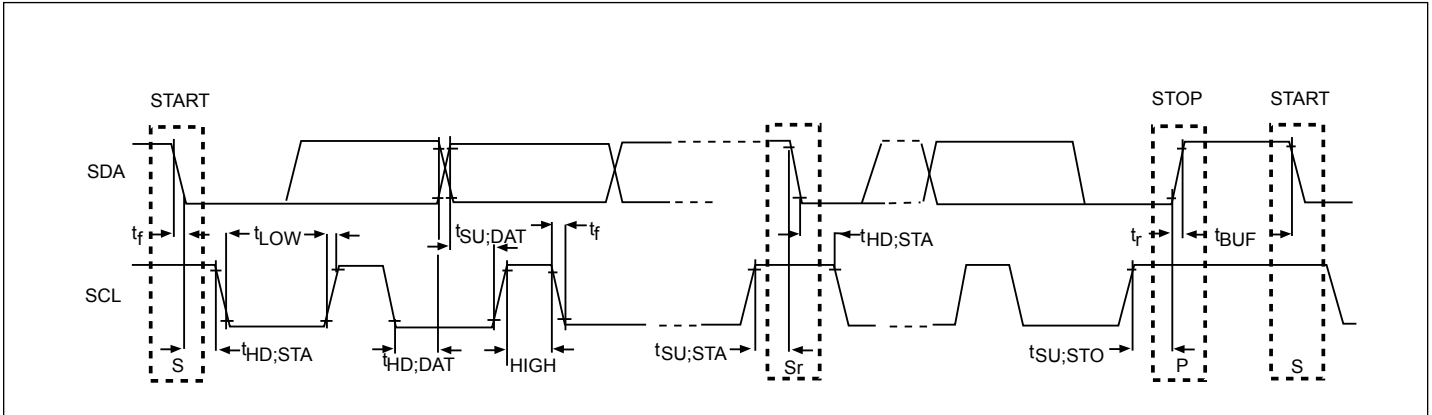 START STOP START
SDA
tf tLOW tSU;DAT tf tHD;STA tr tBUF
SCL
tHD;STA tHD;DAT HIGH tSU;STA tSU;STO
S Sr P S